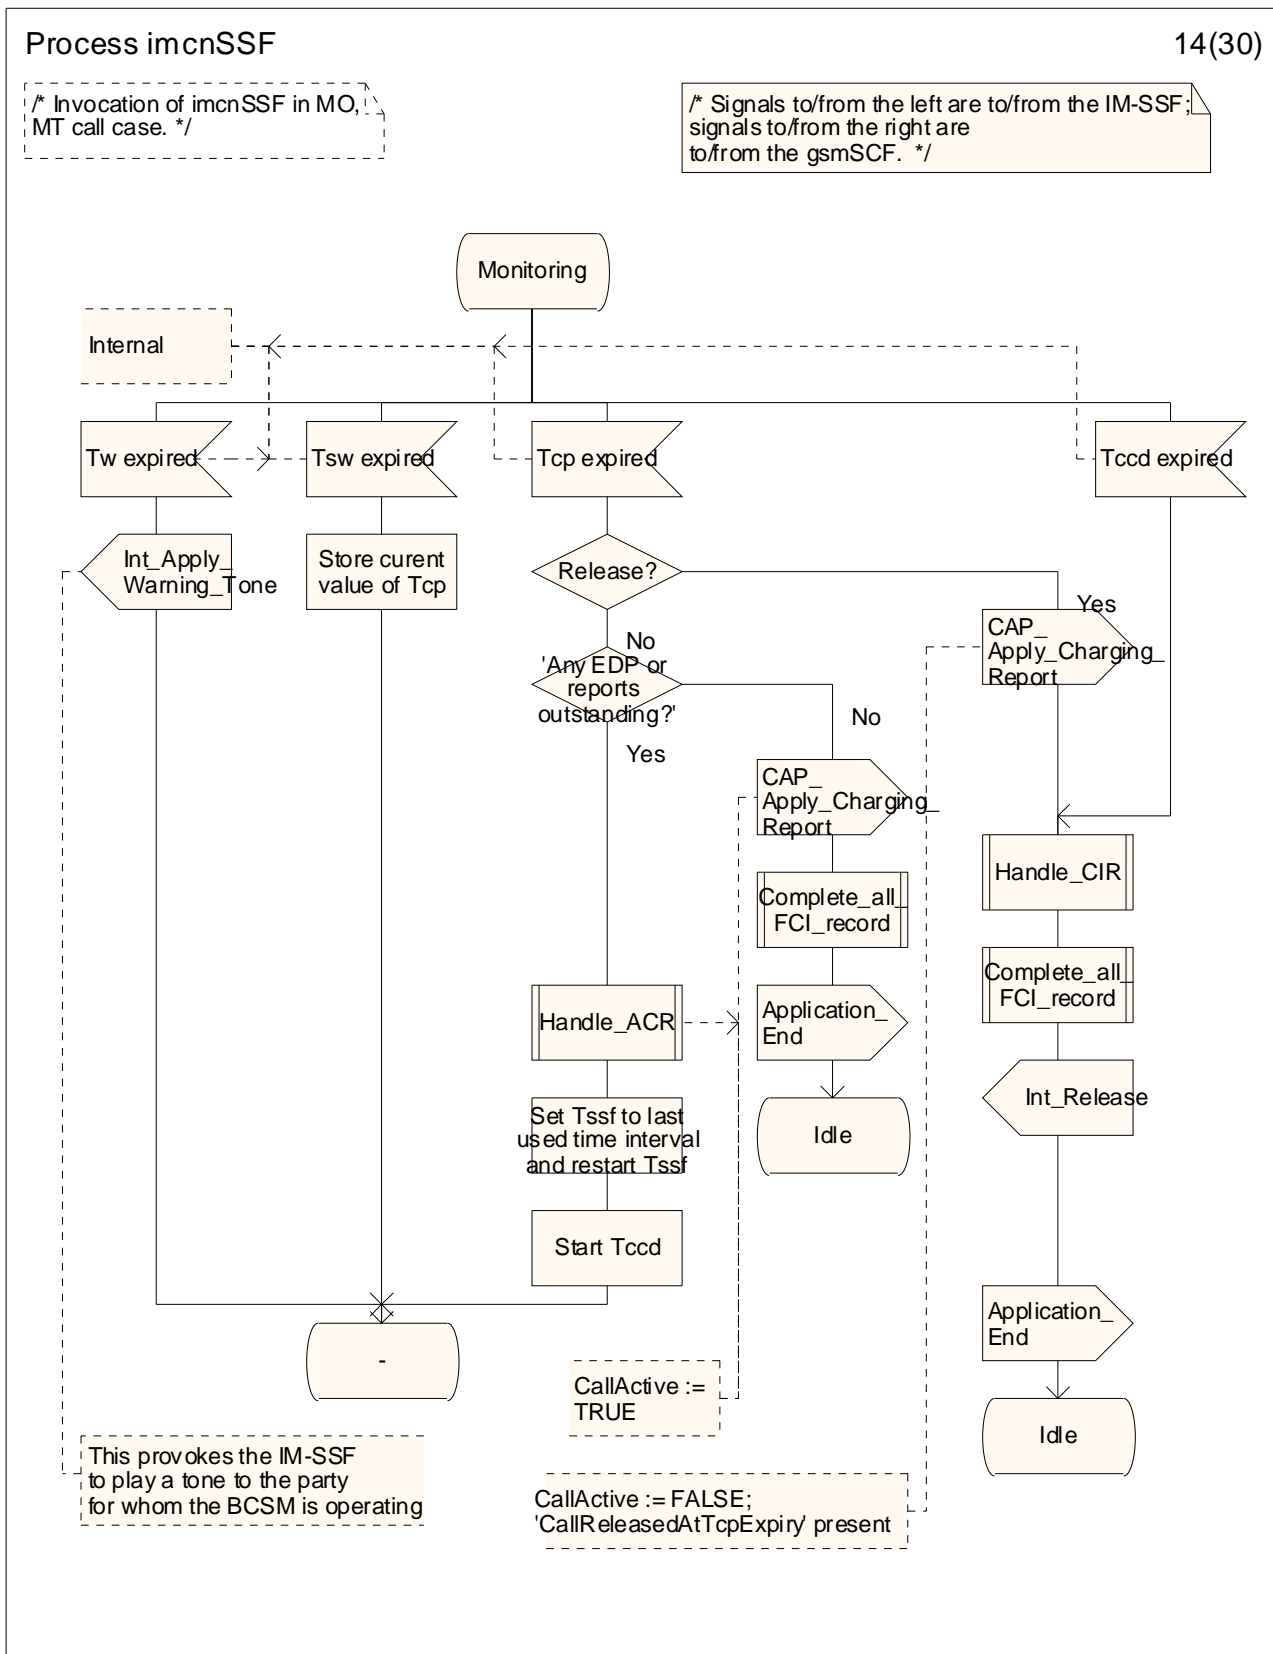 Process imcnSSF
14(30)
/* Invocation of imcnSSF in MO,
MT call case. */
/* Signals to/from the left are to/from the IM-SSF;
signals to/from the right are
to/from the gsmSCF. */
Monitoring
Internal
Tw expired
Tsw expired
Tcp expired
Tccd expired
Int_Apply_
Warning_Tone
Store curent
value of Tcp
Release?
Yes
No
CAP_
Apply_Charging_
Report
'Any EDP or
reports
outstanding?'
No
Yes
CAP_
Apply_Charging_
Report
Handle_CIR
Complete_all_
FCI_record
Complete_all_
FCI_record
Handle_ACR
Application_
End
Int_Release
Set Tssf to last
used time interval
and restart Tssf
Idle
Start Tccd
Application_
End
-
CallActive :=
TRUE
Idle
This provokes the IM-SSF
to play a tone to the party
for whom the BCSM is operating
CallActive := FALSE;
'CallReleasedAtTcpExpiry' present